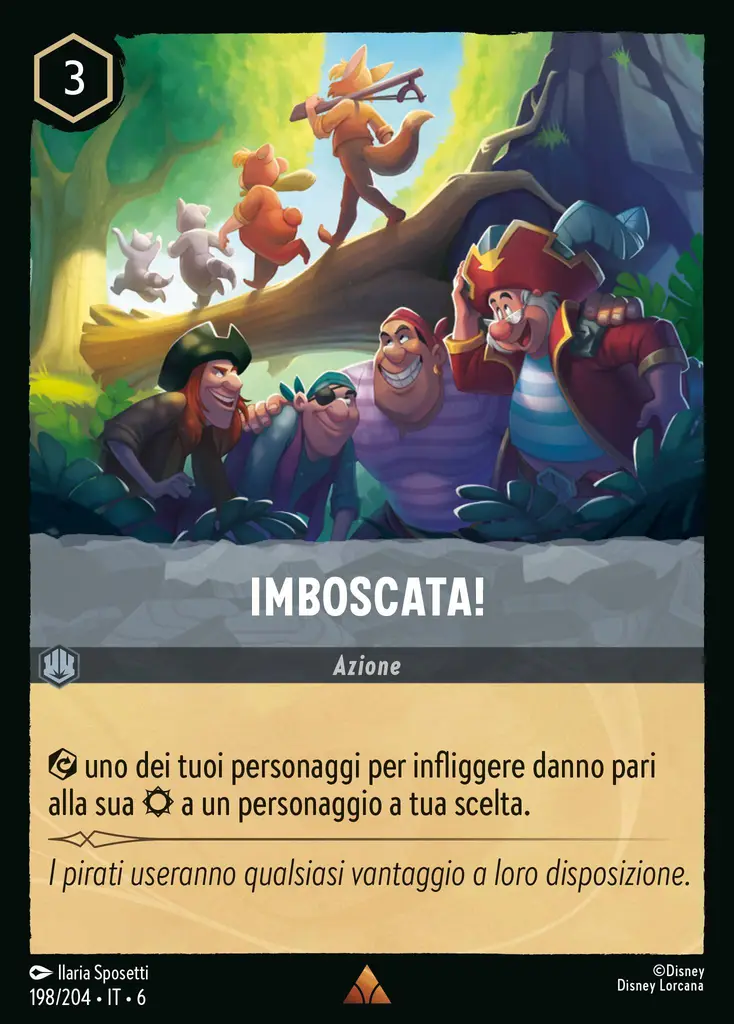 3
IMBOSCATA!
Azione
uno dei tuoi personaggi per infliggere danno pari
alla sua a un personaggio a tua scelta.
I pirati useranno qualsiasi vantaggio a loro disposizione.
Ilaria Sposetti
©Disney
198/204 • IT • 6
Disney Lorcana